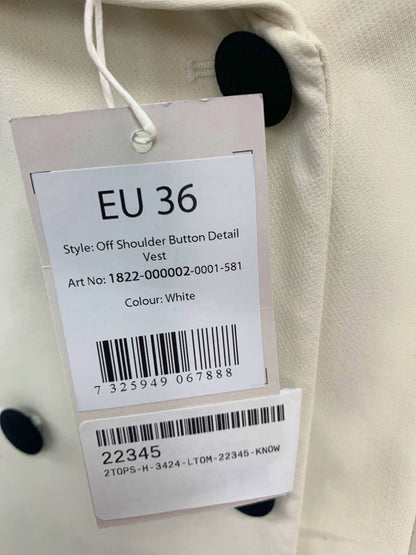 EU 36
Style: Off Shoulder Button Detail
Vest
Art No: 1822-000002-0001-581
Colour: White
7 325949 067888
22345
2TOPS-H-3424-LTOM-22345-KNOW